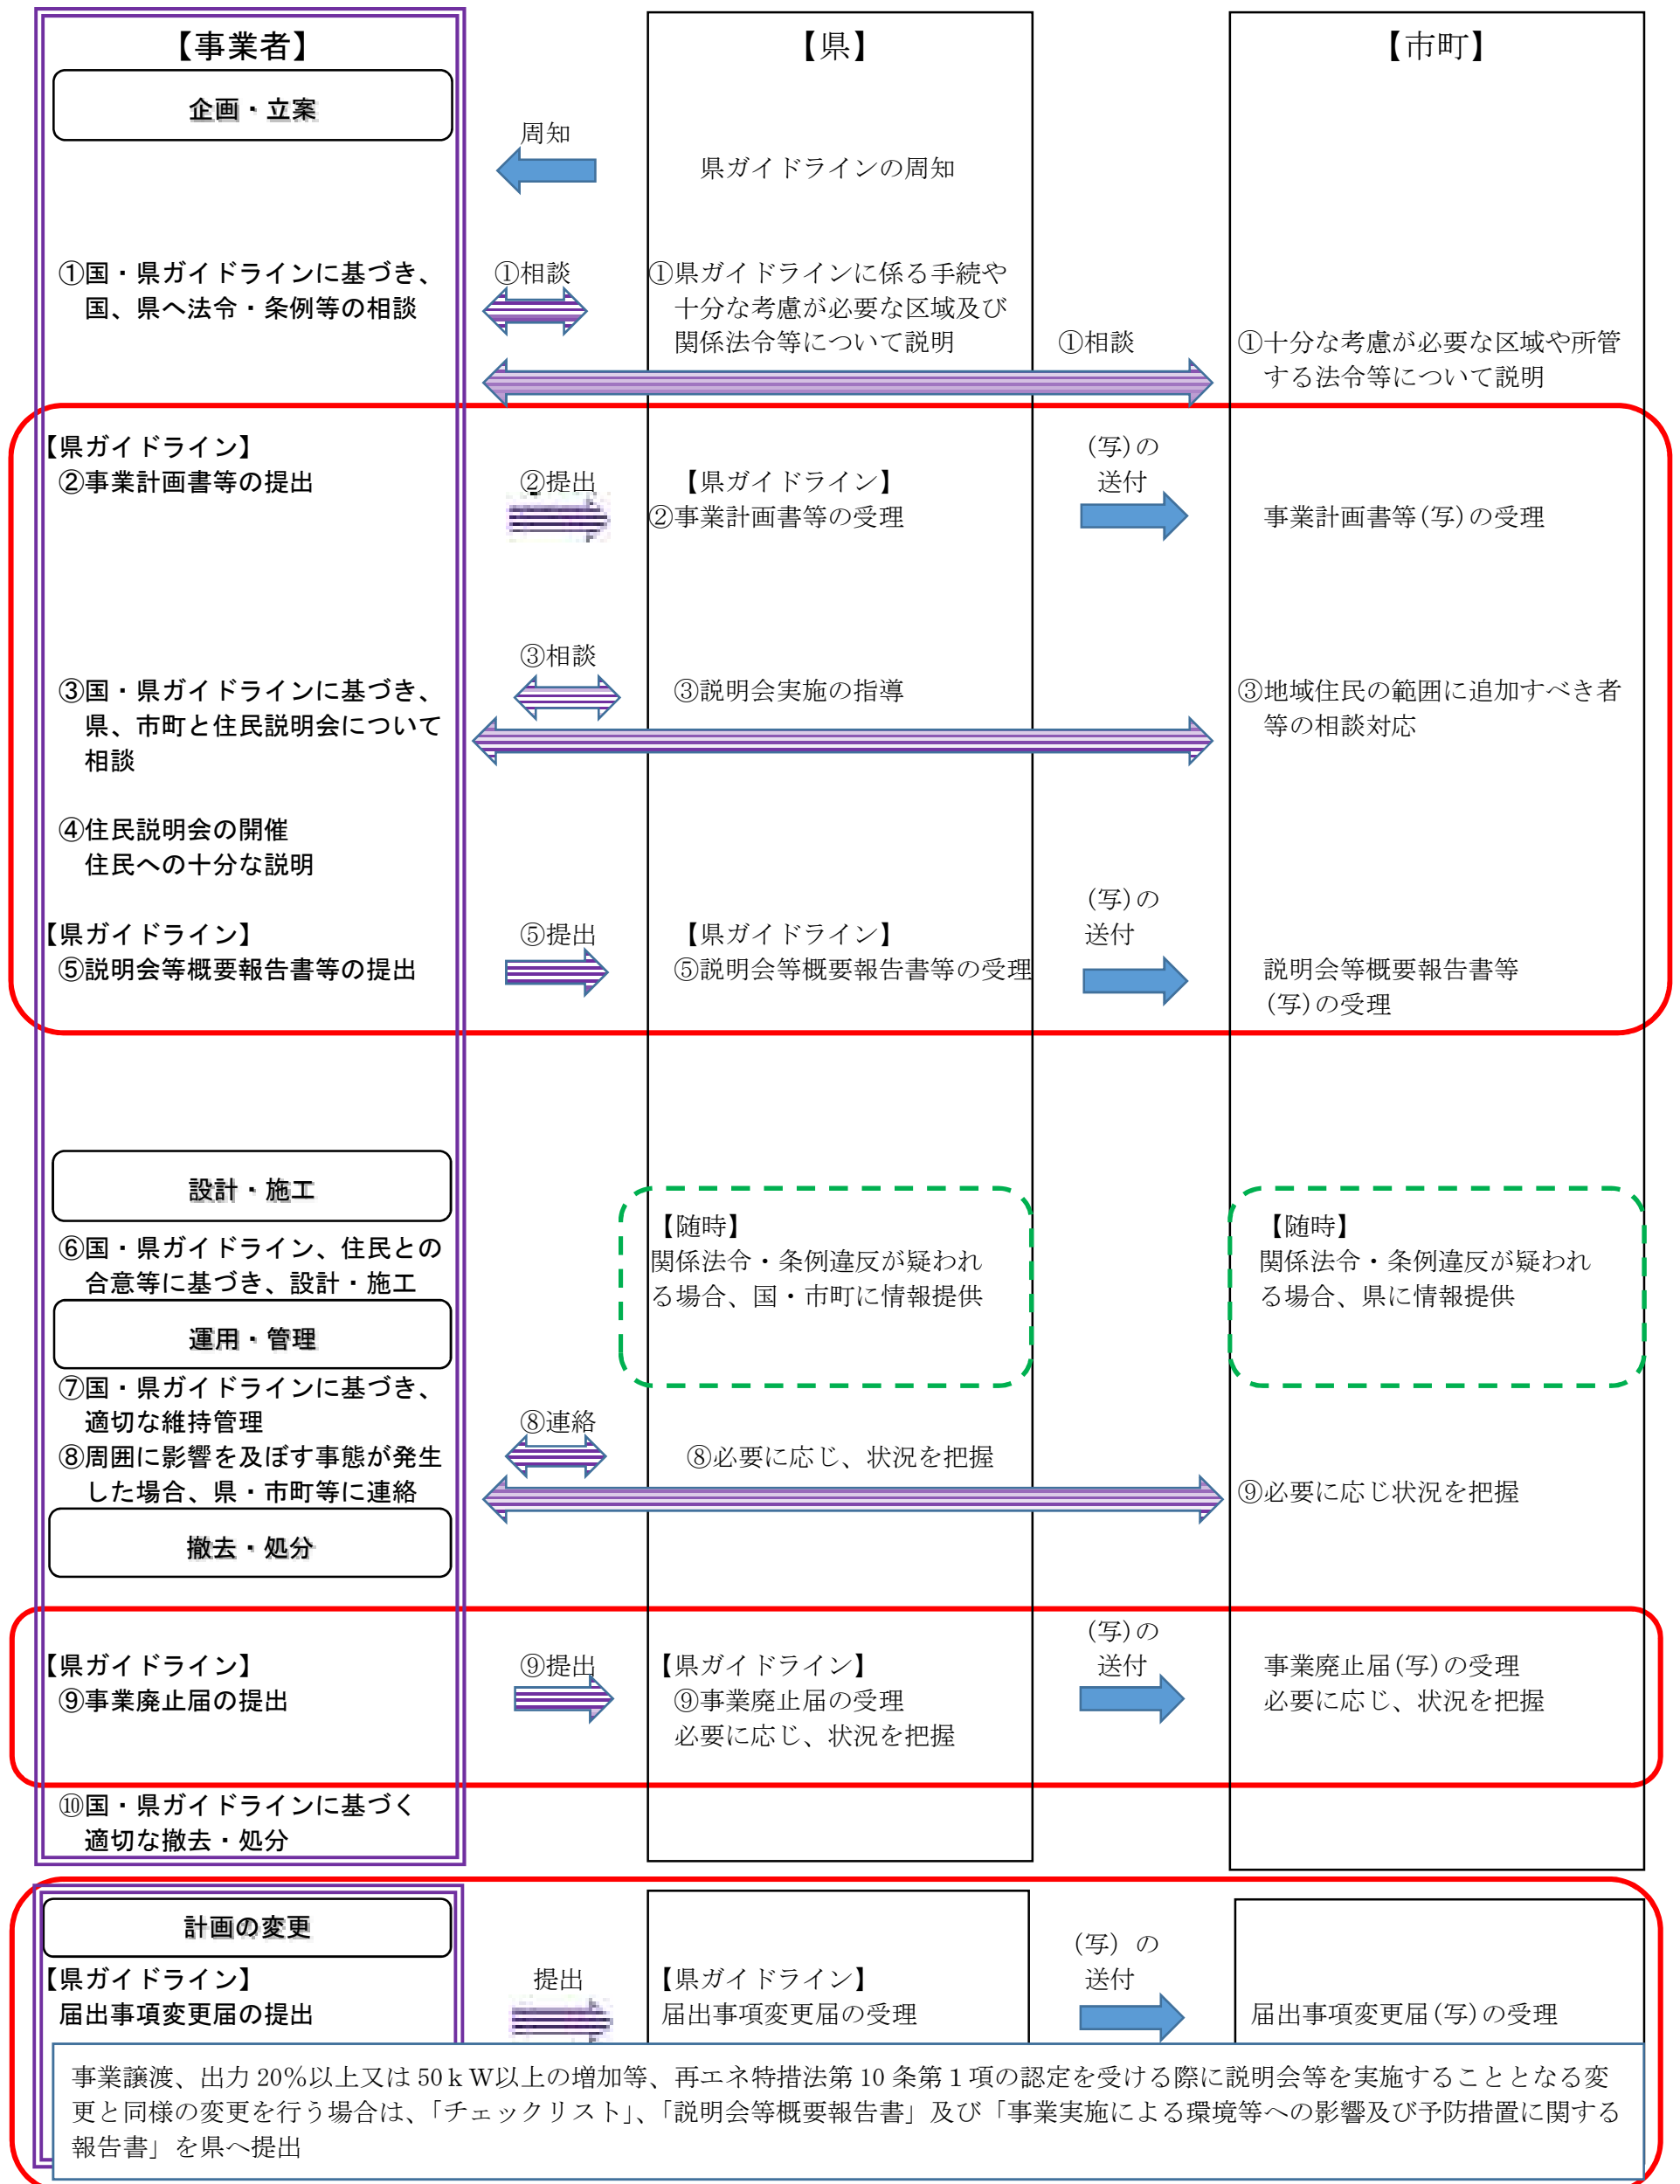 【事業者】
【県】
【市町】
企画・立案
周知
県ガイドラインの周知
①国・県ガイドラインに基づき、
国、県へ法令・条例等の相談
①相談
①県ガイドラインに係る手続や
十分な考慮が必要な区域及び
関係法令等について説明
①相談
①十分な考慮が必要な区域や所管
する法令等について説明
【県ガイドライン】
②事業計画書等の提出
②提出
【県ガイドライン】
②事業計画書等の受理
(写)の
送付
事業計画書等(写)の受理
③相談
③国・県ガイドラインに基づき、
県、市町と住民説明会について
相談
③説明会実施の指導
③地域住民の範囲に追加すべき者
等の相談対応
④住民説明会の開催
住民への十分な説明
【県ガイドライン】
⑤説明会等概要報告書等の提出
⑤提出
【県ガイドライン】
⑤説明会等概要報告書等の受理
(写)の
送付
説明会等概要報告書等
(写)の受理
設計・施工
⑥国・県ガイドライン、住民との
合意等に基づき、設計・施工
【随時】
関係法令・条例違反が疑われ
る場合、国・市町に情報提供
【随時】
関係法令・条例違反が疑われ
る場合、県に情報提供
運用・管理
⑦国・県ガイドラインに基づき、
適切な維持管理
⑧周囲に影響を及ぼす事態が発生
した場合、県・市町等に連絡
⑧連絡
⑧必要に応じ、状況を把握
⑨必要に応じ状況を把握
撤去・処分
【県ガイドライン】
⑨事業廃止届の提出
⑨提出
【県ガイドライン】
⑨事業廃止届の受理
必要に応じ、状況を把握
(写)の
送付
事業廃止届(写)の受理
必要に応じ、状況を把握
⑩国・県ガイドラインに基づく
適切な撤去・処分
計画の変更
【県ガイドライン】
届出事項変更届の提出
提出
【県ガイドライン】
届出事項変更届の受理
(写) の
送付
届出事項変更届(写)の受理
事業譲渡、出力 20%以上又は 50ｋＷ以上の増加等、再エネ特措法第 10 条第１項の認定を受ける際に説明会等を実施することとなる変
更と同様の変更を行う場合は、「チェックリスト」、「説明会等概要報告書」及び「事業実施による環境等への影響及び予防措置に関する
報告書」を県へ提出